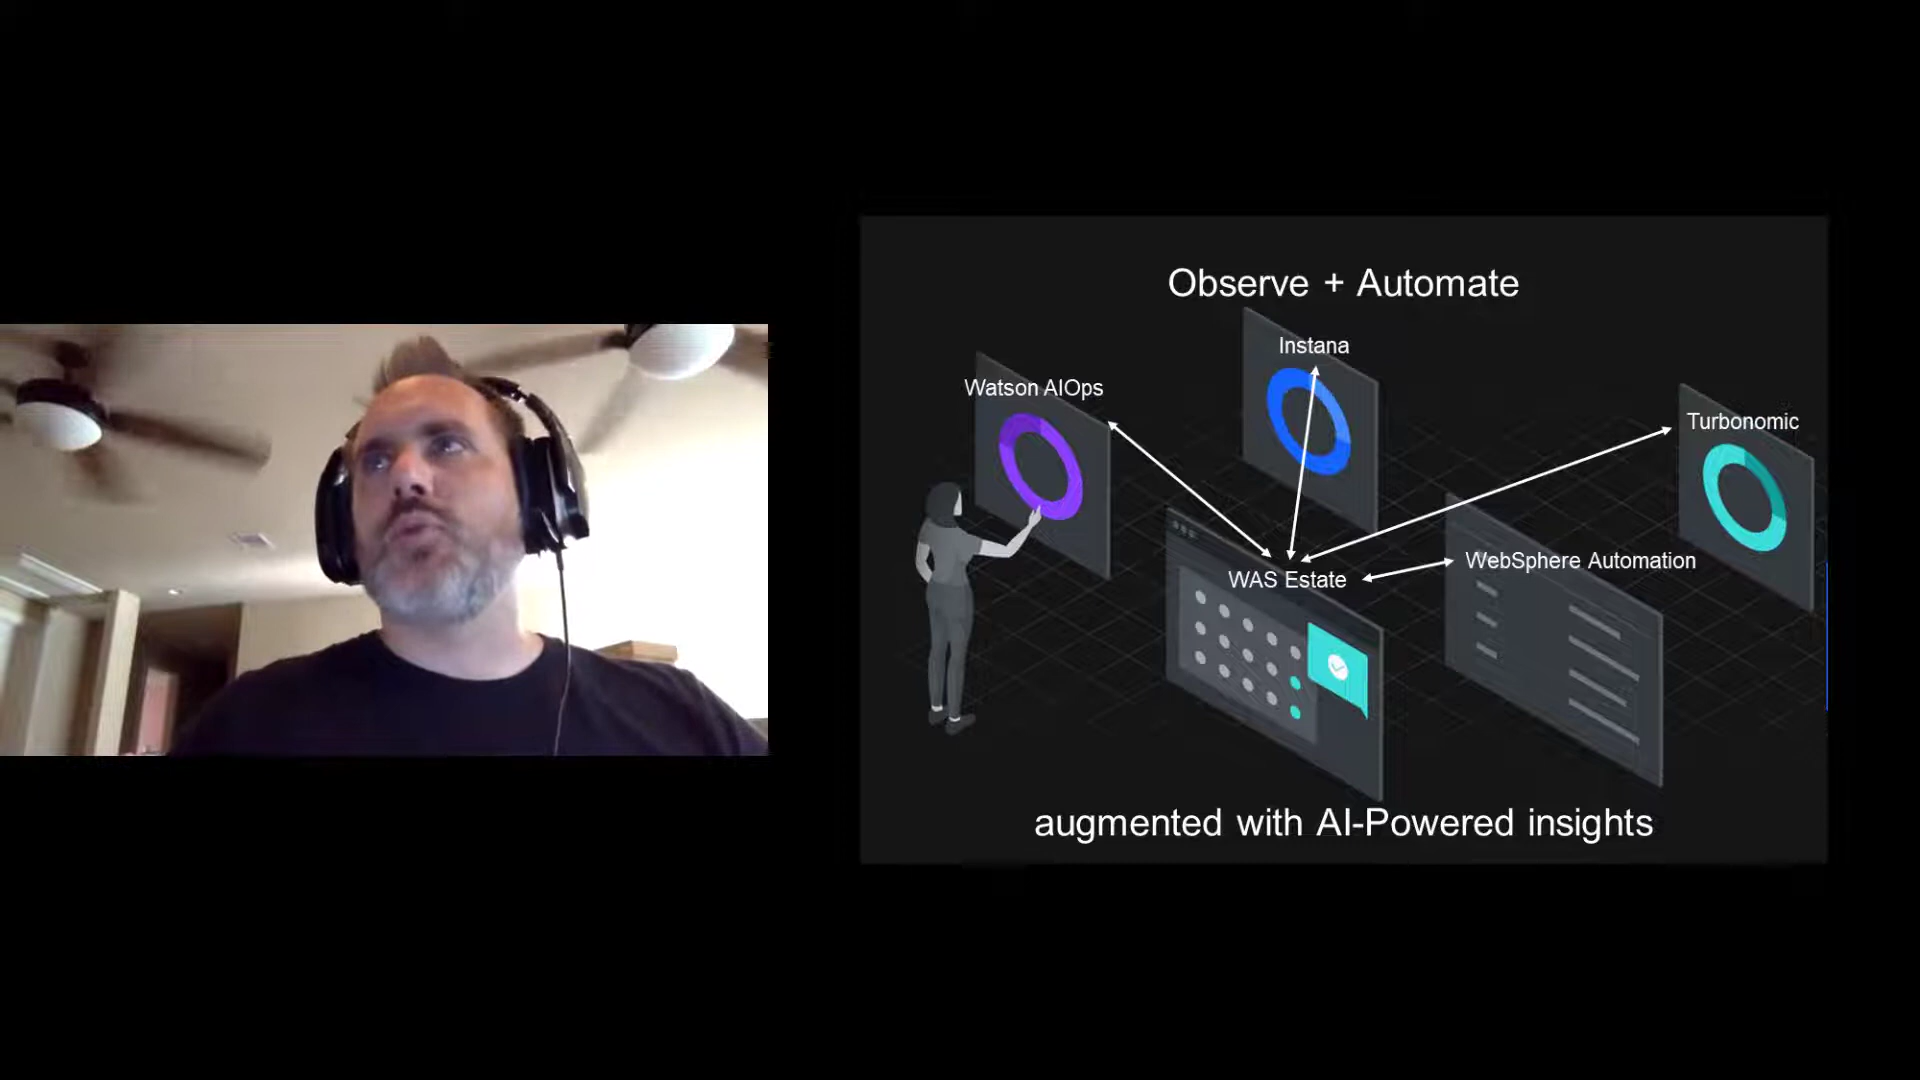 Observe + Automate
Instana
Watson AIOps
Turbonomic
WebSphere Automation
WAS Estate
augmented with AI-Powered insights